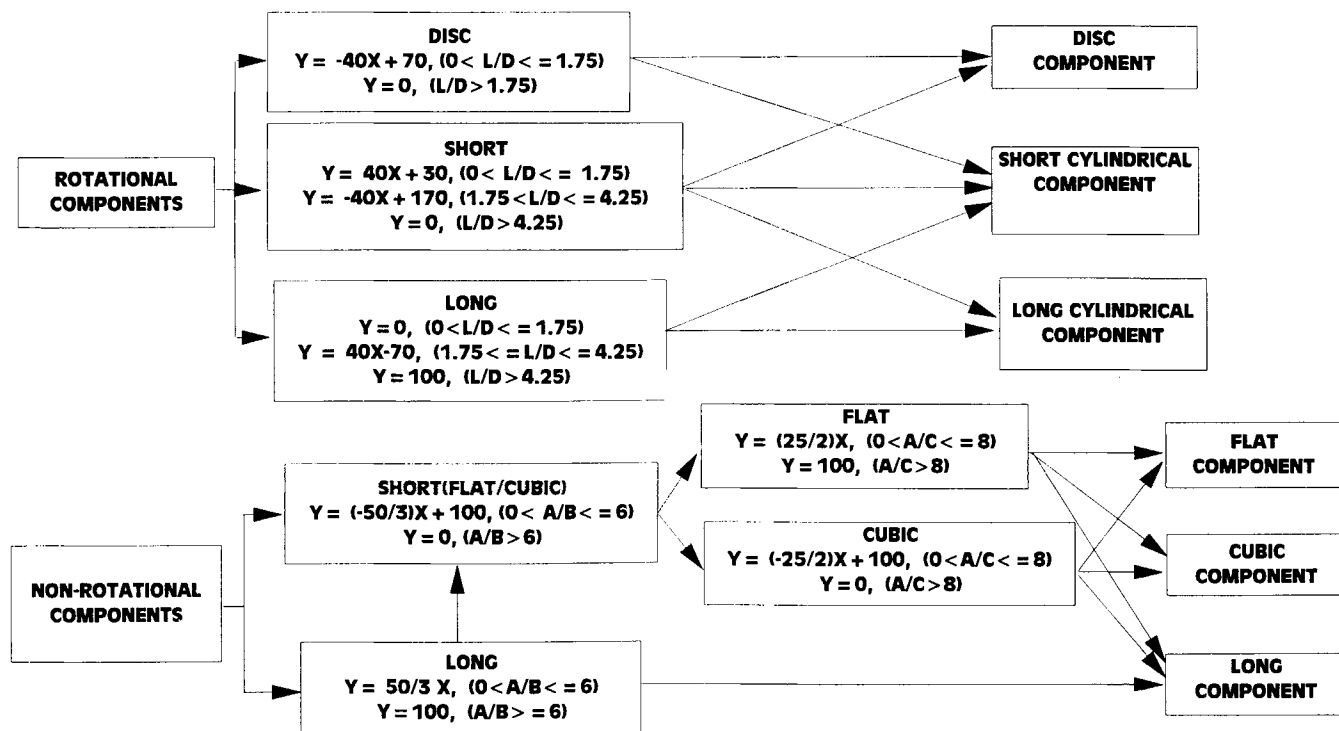 ROTATIONAL
COMPONENTS
DISC
Y = -40X + 70, (0< L/D< = 1.75)
Y = 0, (L/D> 1.75)
SHORT
Y = 40X + 30, (0< L/D< = 1.75)
Y = -40X + 170, (1.75<L/D< = 4.25)
Y = 0, (L/D> 4.25)
LONG
Y = 0, (0<L/D< = 1.75)
Y = 40X-70, (1.75< = L/D< = 4.25)
Y = 100, (L/D> 4.25)
DISC
COMPONENT
SHORT CYLINDRICAL
COMPONENT
LONG CYLINDRICAL
COMPONENT
NON-ROTATIONAL
COMPONENTS
SHORT(FLAT/CUBIC)
Y = (-50/3)X + 100, (0< A/B< = 6)
Y = 0, (A/B> 6)
LONG
Y = 50/3 X, (0<A/B< = 6)
Y = 100, (A/B> = 6)
FLAT
Y = (25/2)X, (0<A/C< = 8)
Y = 100, (A/C> 8)
CUBIC
Y = (-25/2)X + 100, (0<A/C< = 8)
Y = 0, (A/C> 8)
FLAT
COMPONENT
CUBIC
COMPONENT
LONG
COMPONENT